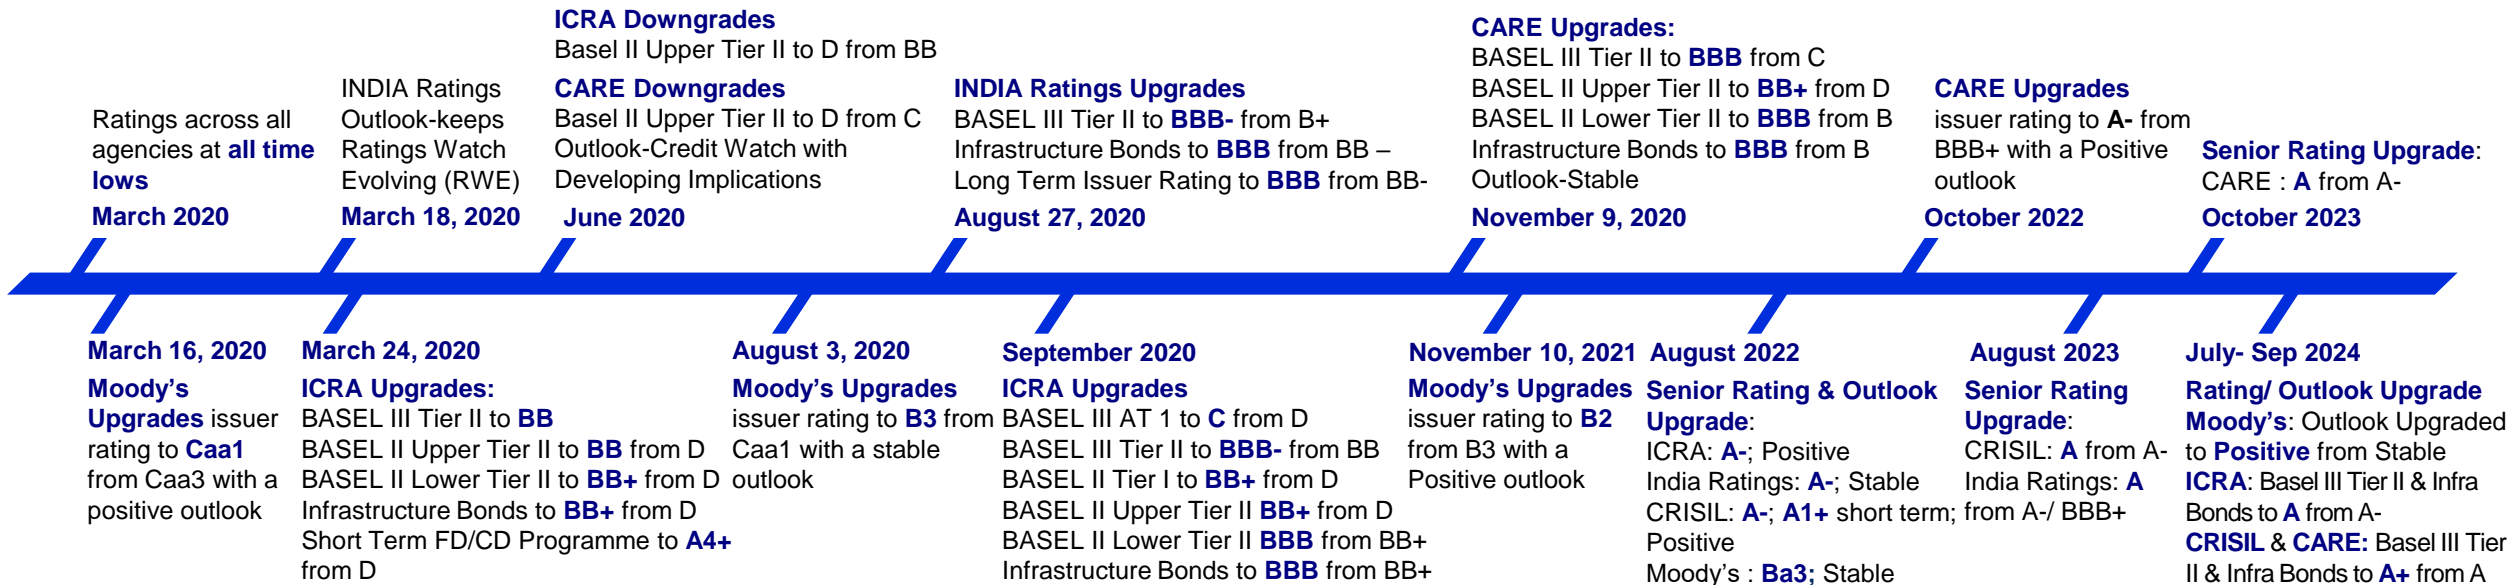 Ratings across all
agencies at all time
lows
March 2020
INDIA Ratings
Outlook-keeps
Ratings Watch
Evolving (RWE)
March 18, 2020
ICRA Downgrades
Basel II Upper Tier II to D from BB
CARE Downgrades
Basel II Upper Tier II to D from C
Outlook-Credit Watch with
Developing Implications
June 2020
INDIA Ratings Upgrades
BASEL III Tier II to BBB- from B+
Infrastructure Bonds to BBB from BB –
Long Term Issuer Rating to BBB from BB-
August 27, 2020
CARE Upgrades:
BASEL III Tier II to BBB from C
BASEL II Upper Tier II to BB+ from D
BASEL II Lower Tier II to BBB from B
Infrastructure Bonds to BBB from B
Outlook-Stable
November 9, 2020
CARE Upgrades
issuer rating to A- from
BBB+ with a Positive
outlook
October 2022
Senior Rating Upgrade:
CARE : A from A-
October 2023
March 16, 2020
Moody's
Upgrades issuer
rating to Caa1
from Caa3 with a
positive outlook
March 24, 2020
ICRA Upgrades:
BASEL III Tier II to BB
BASEL II Upper Tier II to BB from D
BASEL II Lower Tier II to BB+ from D
Infrastructure Bonds to BB+ from D
Short Term FD/CD Programme to A4+
from D
August 3, 2020
Moody's Upgrades
issuer rating to B3 from
Caa1 with a stable
outlook
September 2020
ICRA Upgrades
BASEL III AT 1 to C from D
BASEL III Tier II to BBB- from BB
BASEL II Tier I to BB+ from D
BASEL II Upper Tier II BB+ from D
BASEL II Lower Tier II BBB from BB+
Infrastructure Bonds to BBB from BB+
November 10, 2021
Moody's Upgrades
issuer rating to B2
from B3 with a
Positive outlook
August 2022
Senior Rating & Outlook
Upgrade:
ICRA: A-; Positive
India Ratings: A-; Stable
CRISIL: A-; A1+ short term;
Positive
Moody's : Ba3; Stable
August 2023
Senior Rating
Upgrade:
CRISIL: A from A-
India Ratings: A
from A-/ BBB+
July- Sep 2024
Rating/ Outlook Upgrade
Moody's: Outlook Upgraded
to Positive from Stable
ICRA: Basel III Tier II & Infra
Bonds to A from A-
CRISIL & CARE: Basel III Tier
II & Infra Bonds to A+ from A